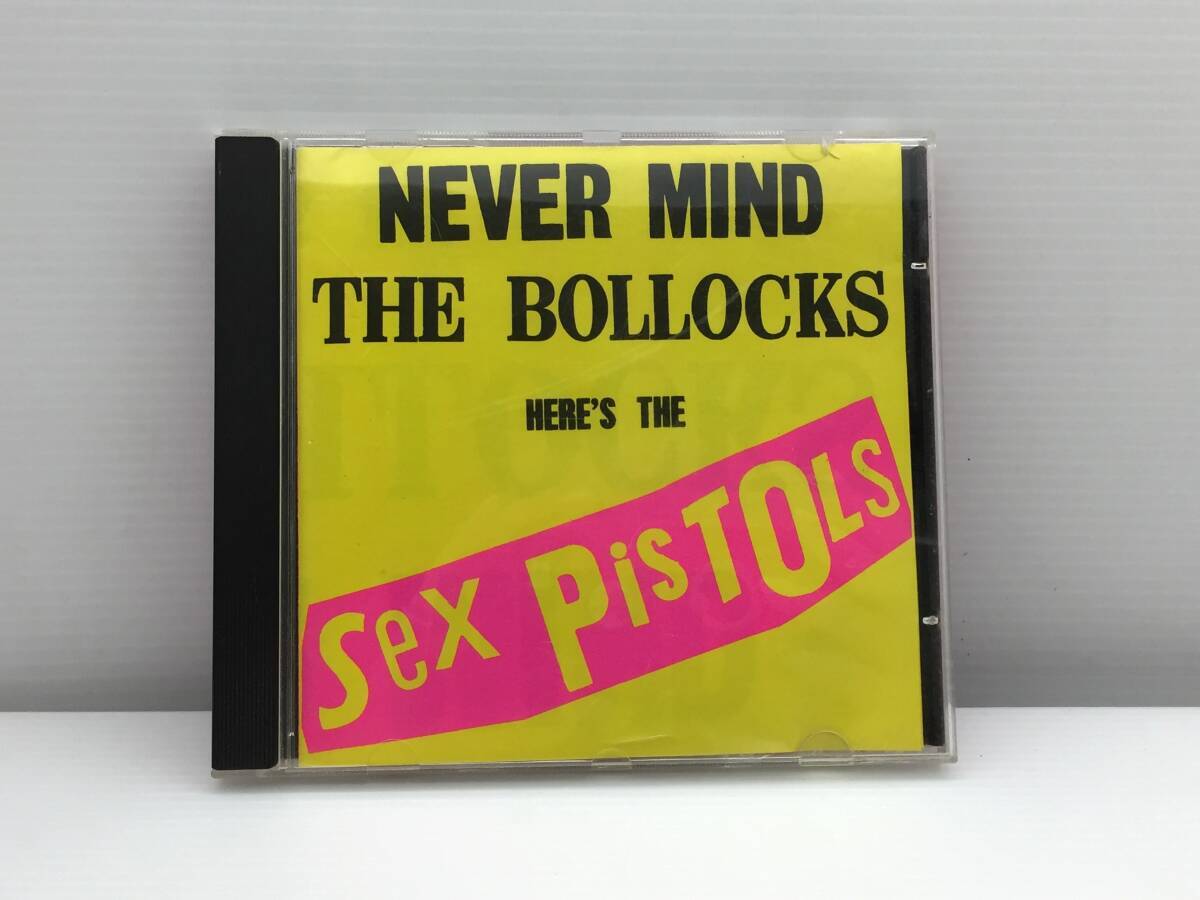 NEVER MIND
THE BOLLOCKS
HERE'S THE
Sex PiSTOLS